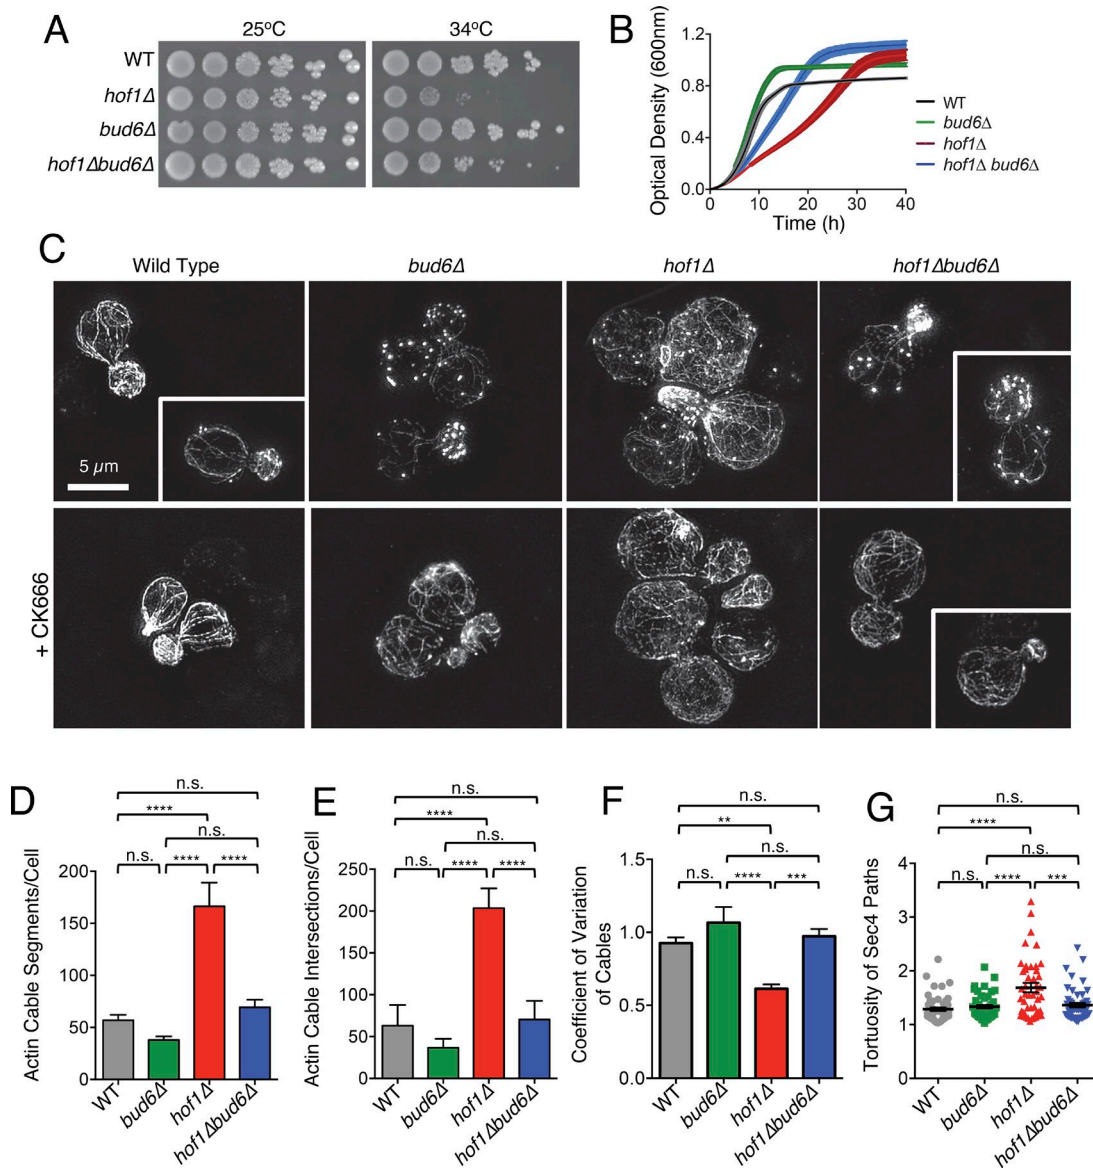 A
25ºC
34ºC
WT
hof1Δ
bud6Δ
hof1Δbud6Δ
B
Optical Density (600nm)
1.2
0.8
0.4
0.0
0
10
20
30
40
Time (h)
WT
bud6Δ
hof1Δ
hof1Δ bud6Δ
C
Wild Type
bud6Δ
hof1Δ
hof1Δbud6Δ
5 µm
+ CK666
D
n.s.
****
n.s.
n.s.
****
****
Actin Cable Segments/Cell
200
150
100
50
0
WT
bud6Δ
hof1Δ
hof1Δbud6Δ
E
n.s.
****
n.s.
n.s.
****
****
Actin Cable Intersections/Cell
250
200
150
100
50
0
WT
bud6Δ
hof1Δ
hof1Δbud6Δ
F
n.s.
**
n.s.
n.s.
****
***
Coefficient of Variation
of Cables
1.5
1.0
0.5
0.0
WT
bud6Δ
hof1Δ
hof1Δbud6Δ
G
n.s.
****
n.s.
n.s.
****
***
Tortuosity of Sec4 Paths
4
3
2
1
0
WT
bud6Δ
hof1Δ
hof1Δbud6Δ